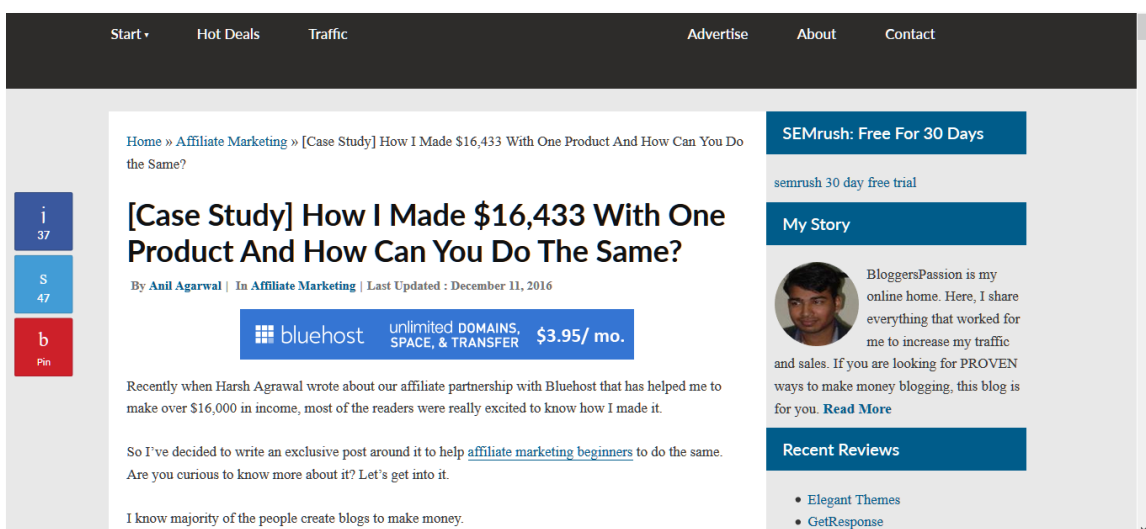 Start ▾ Hot Deals Traffic Advertise About Contact
Home » Affiliate Marketing » [Case Study] How I Made $16,433 With One Product And How Can You Do
the Same?
j
37
s
47
b
Pin
[Case Study] How I Made $16,433 With One
Product And How Can You Do The Same?
By Anil Agarwal | In Affiliate Marketing | Last Updated : December 11, 2016
bluehost unlimited DOMAINS,
SPACE, & TRANSFER $3.95/ mo.
Recently when Harsh Agrawal wrote about our affiliate partnership with Bluehost that has helped me to
make over $16,000 in income, most of the readers were really excited to know how I made it.
So I’ve decided to write an exclusive post around it to help affiliate marketing beginners to do the same.
Are you curious to know more about it? Let’s get into it.
I know majority of the people create blogs to make money.
SEMrush: Free For 30 Days
semrush 30 day free trial
My Story
BloggersPassion is my
online home. Here, I share
everything that worked for
me to increase my traffic
and sales. If you are looking for PROVEN
ways to make money blogging, this blog is
for you. Read More
Recent Reviews
• Elegant Themes
• GetResponse